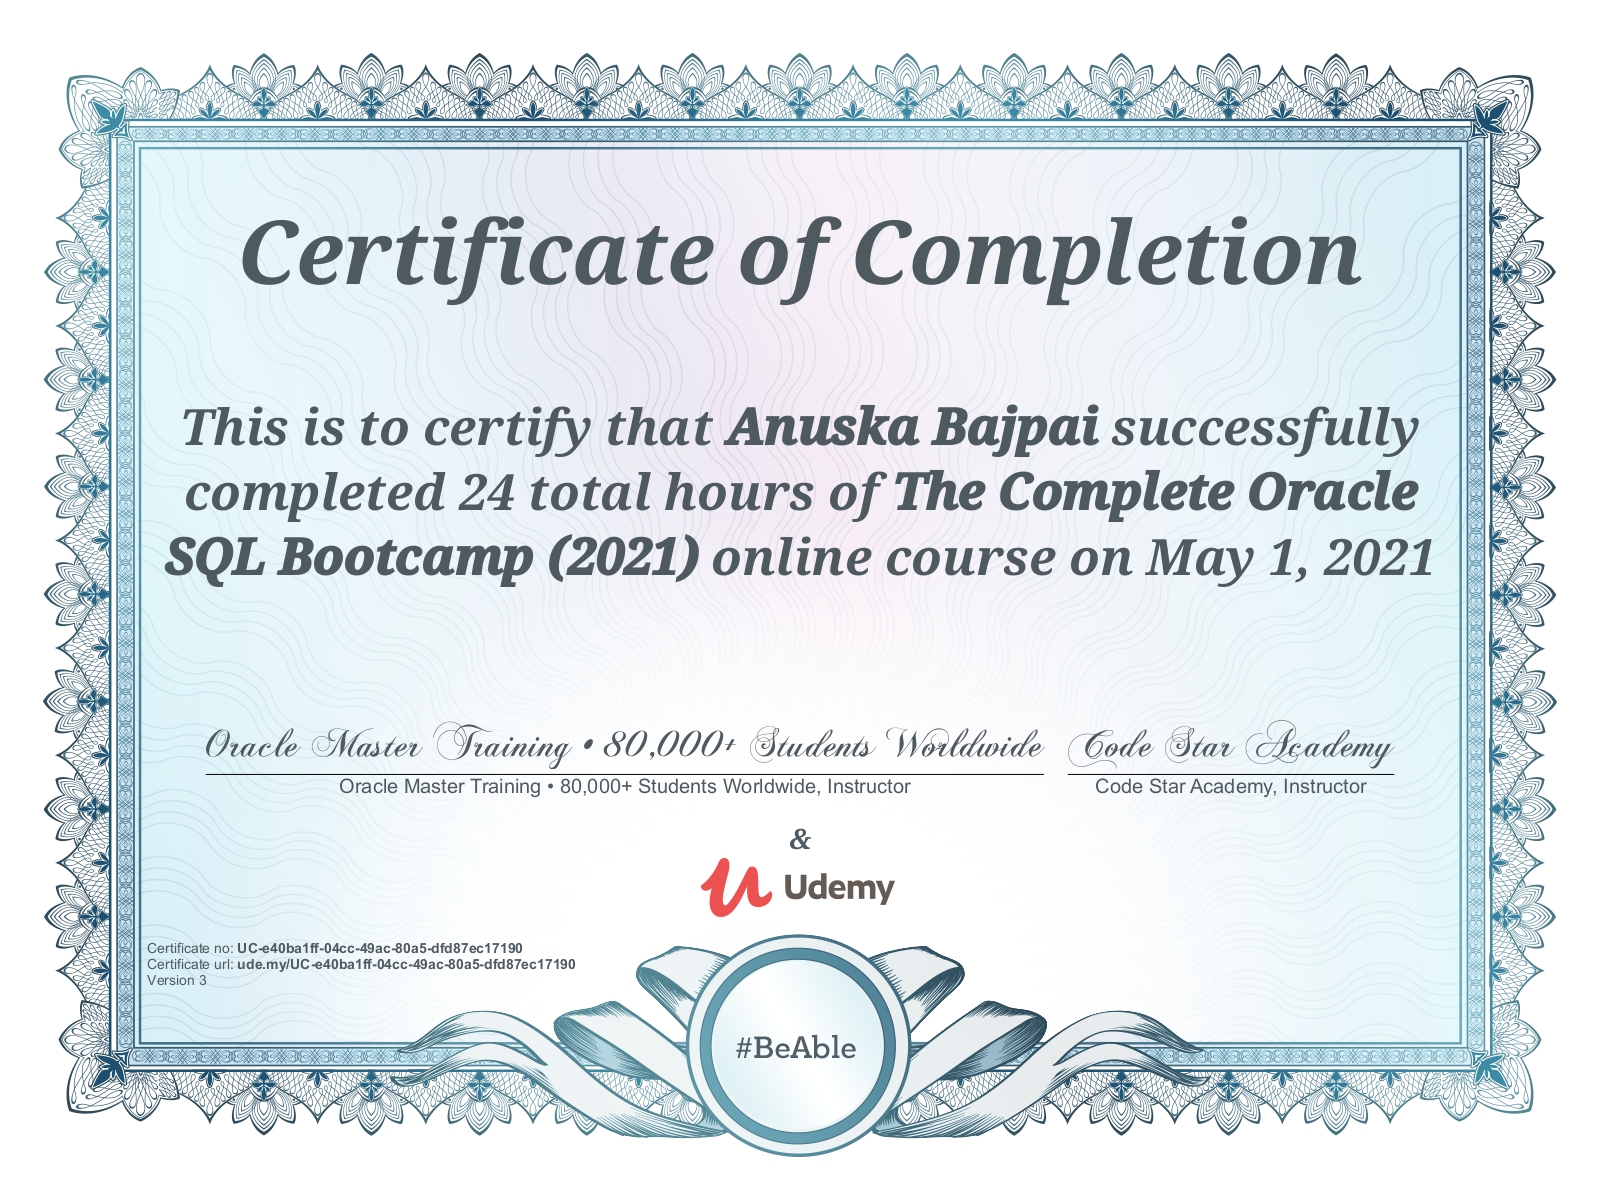 Certificate of Completion
This is to certify that Anuska Bajpai successfully
completed 24 total hours of The Complete Oracle
SQL Bootcamp (2021) online course on May 1, 2021
Oracle Master Training • 80,000+ Students Worldwide Code Star Academy
Oracle Master Training • 80,000+ Students Worldwide, Instructor Code Star Academy, Instructor
&
Udemy
Certificate no: UC-e40ba1ff-04cc-49ac-80a5-dfd87ec17190
Certificate url: ude.my/UC-e40ba1ff-04cc-49ac-80a5-dfd87ec17190
Version 3
#BeAble